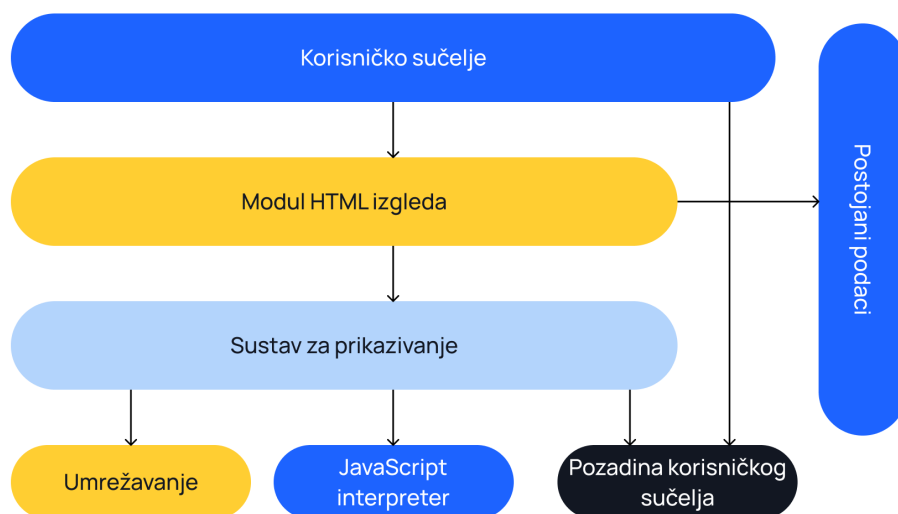 Korisničko sučelje
Modul HTML izgleda
Postojani podaci
Sustav za prikazivanje
Umrežavanje
JavaScript
interpreter
Pozadina korisničkog
sučelja